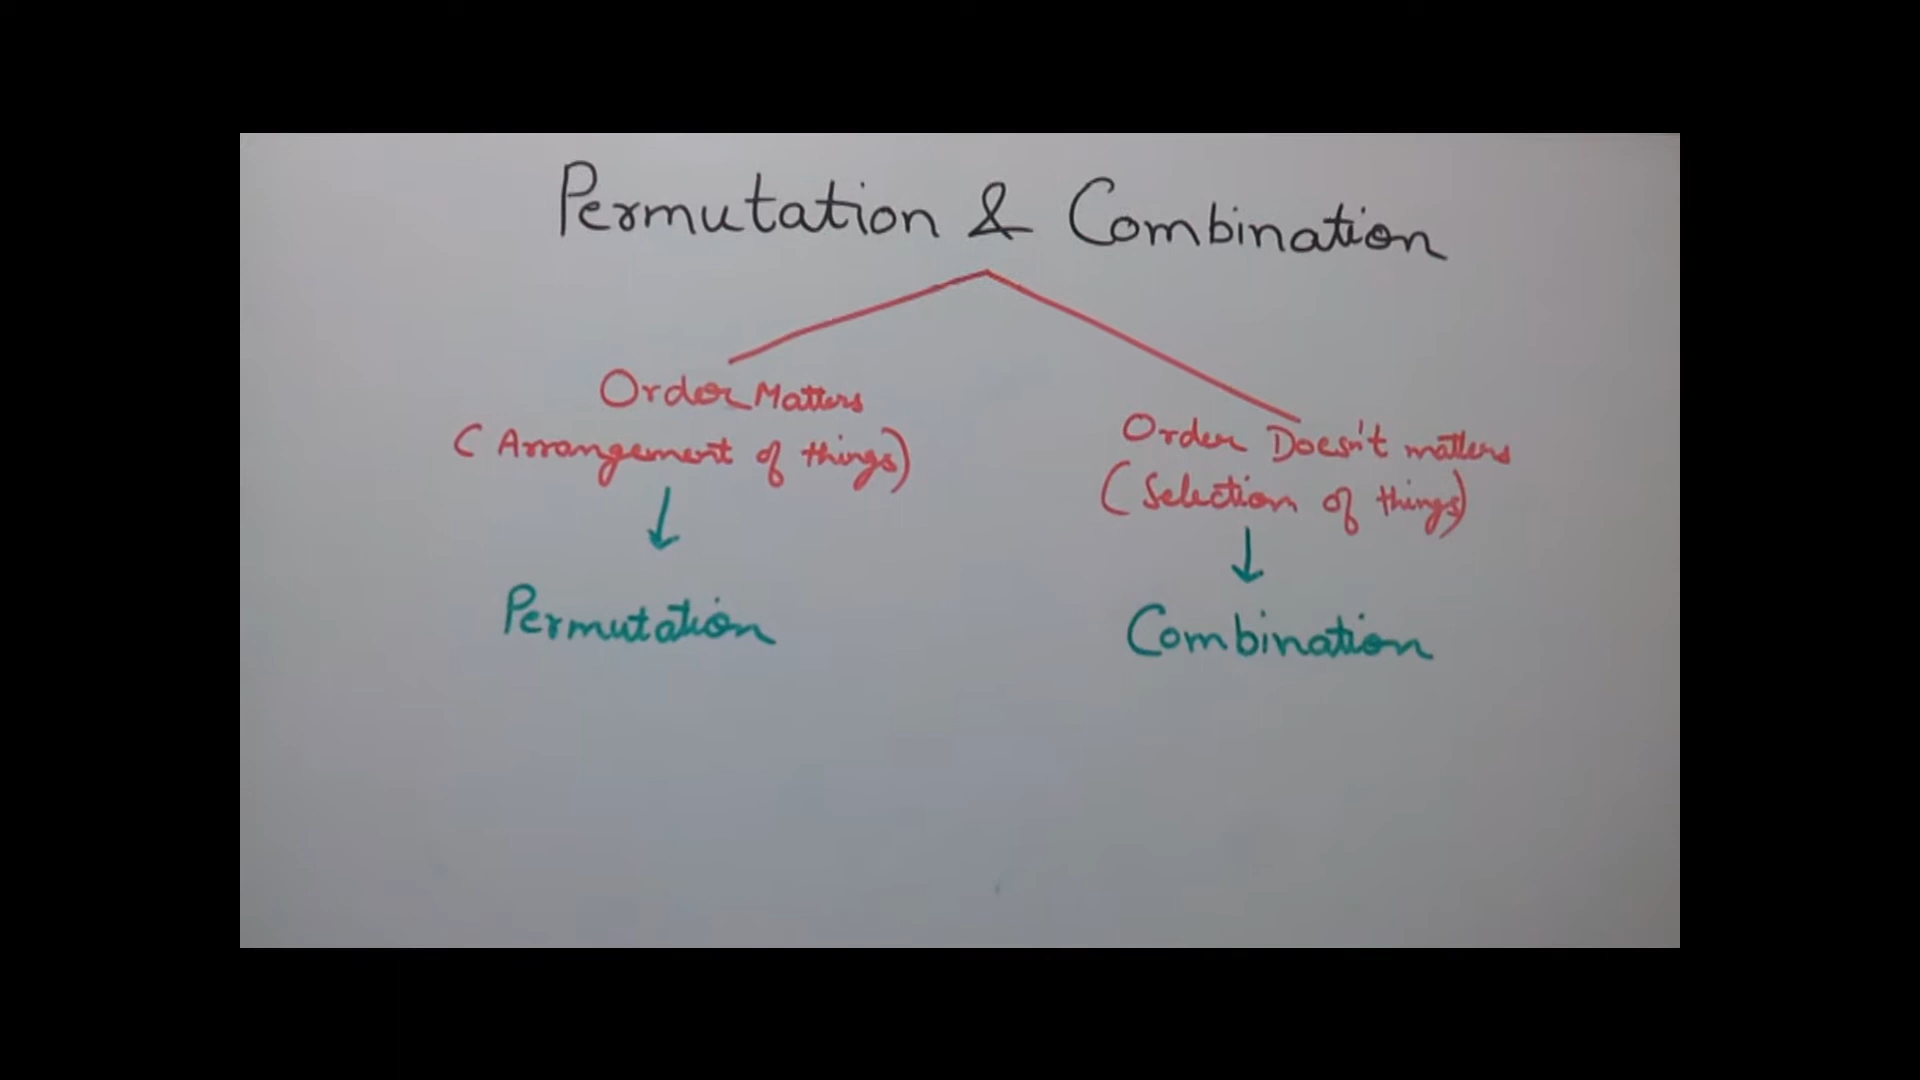 Permutation & Combination
Order Matters
(Arrangement of things)
Permutation
Order Doesn't matters
(Selection of things)
Combination